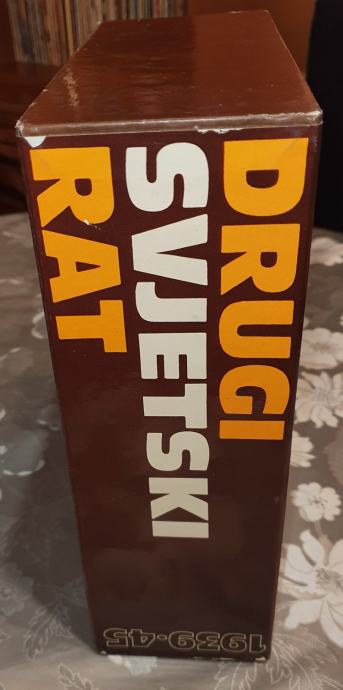 DRUGI
SVJETSKI
RAT
1939-45